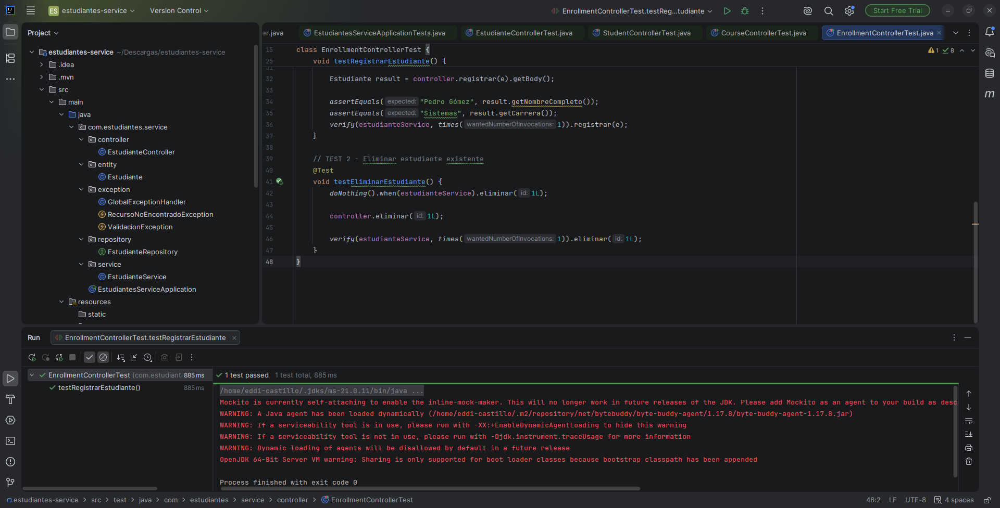 ES estudiantes-service
Version Control
EnrollmentControllerTest.testReg...tudiante
Start Free Trial
Project
estudiantes-service ~/Descargas/estudiantes-service
.idea
.mvn
src
main
java
com.estudiantes.service
controller
EstudianteController
entity
Estudiante
exception
GlobalExceptionHandler
RecursoNoEncontradoException
ValidacionException
repository
EstudianteRepository
service
EstudianteService
EstudiantesServiceApplication
resources
static
er.java
EstudiantesServiceApplicationTests.java
EstudianteControllerTest.java
StudentControllerTest.java
CourseControllerTest.java
EnrollmentControllerTest.java
1 8
15 class EnrollmentControllerTest {
25 void testRegistrarEstudiante() {
31
32 Estudiante result = controller.registrar(e).getBody();
33
34 assertEquals( expected: "Pedro Gómez", result.getNombreCompleto());
35 assertEquals( expected: "Sistemas", result.getCarrera());
36 verify(estudianteService, times( wantedNumberOfInvocations: 1)).registrar(e);
37 }
38
39 // TEST 2 - Eliminar estudiante existente
40 @Test
41 void testEliminarEstudiante() {
42 doNothing().when(estudianteService).eliminar( id: 1L);
43
44 controller.eliminar( id: 1L);
45
46 verify(estudianteService, times( wantedNumberOfInvocations: 1)).eliminar( id: 1L);
47 }
48 }
Run
EnrollmentControllerTest.testRegistrarEstudiante
EnrollmentControllerTest (com.estudiant 885 ms
testRegistrarEstudiante() 885 ms
1 test passed 1 test total, 885 ms
/home/eddi-castillo/.jdks/ms-21.0.11/bin/java ...
Mockito is currently self-attaching to enable the inline-mock-maker. This will no longer work in future releases of the JDK. Please add Mockito as an agent to your build as desc
WARNING: A Java agent has been loaded dynamically (/home/eddi-castillo/.m2/repository/net/bytebuddy/byte-buddy-agent/1.17.8/byte-buddy-agent-1.17.8.jar)
WARNING: If a serviceability tool is in use, please run with -XX:+EnableDynamicAgentLoading to hide this warning
WARNING: If a serviceability tool is not in use, please run with -Djdk.instrument.traceUsage for more information
WARNING: Dynamic loading of agents will be disallowed by default in a future release
OpenJDK 64-Bit Server VM warning: Sharing is only supported for boot loader classes because bootstrap classpath has been appended
Process finished with exit code 0
estudiantes-service > src > test > java > com > estudiantes > service > controller > EnrollmentControllerTest
48:2 LF UTF-8 4 spaces